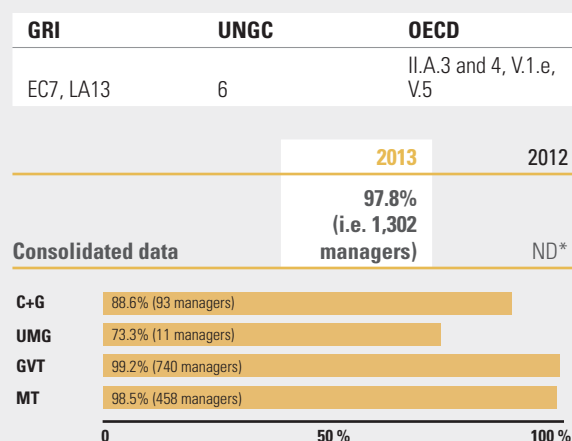 GRI UNGC OECD
EC7, LA13 6 II.A.3 and 4, V.1.e,
V.5
2013 2012
97.8%
(i.e. 1,302
Consolidated data managers) ND*
C+G 88.6% (93 managers)
UMG 73.3% (11 managers)
GVT 99.2% (740 managers)
MT 98.5% (458 managers)
0 50 % 100 %